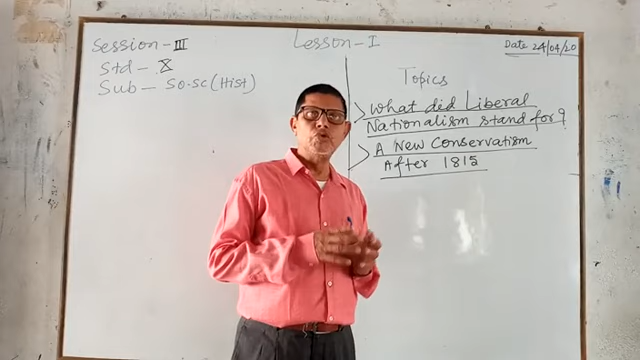 Session - III
Std - X
Sub - So.sc (Hist)
Lesson - I
Date 24/04/20
Topics
> What did Liberal
Nationalism stand for?
> A New Conservatism
After 1815